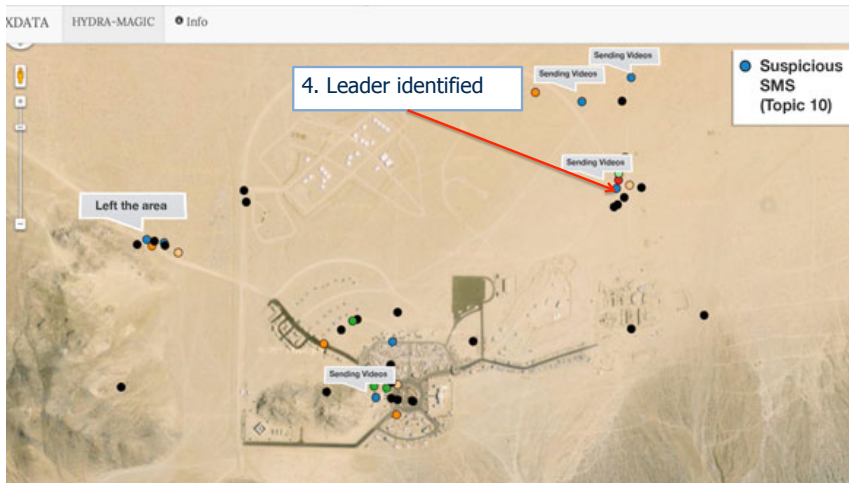 XDATA
HYDRA-MAGIC
Info
Sending Videos
Suspicious
SMS
(Topic 10)
4. Leader identified
Sending Videos
Sending Videos
Left the area
Sending Videos